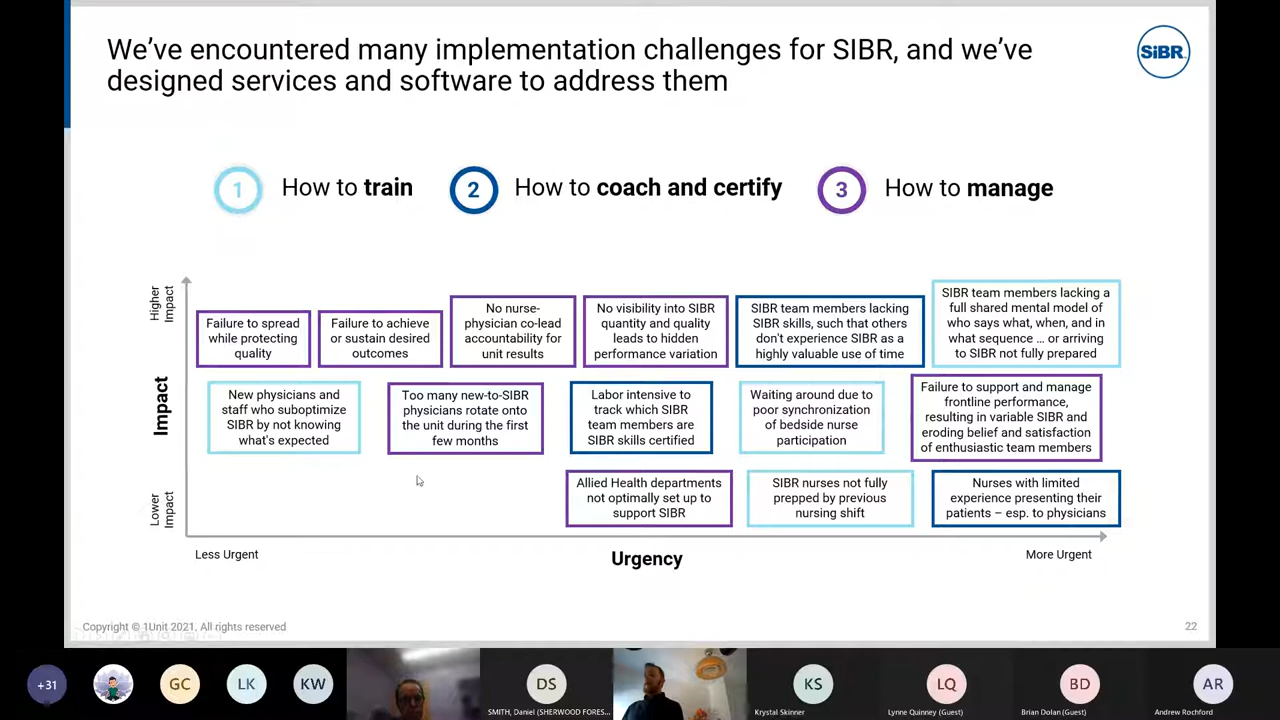 We've encountered many implementation challenges for SIBR, and we've
designed services and software to address them
SiBR
1
How to train
2
How to coach and certify
3
How to manage
Higher
Impact
Impact
Lower
Impact
Failure to spread
while protecting
quality
Failure to achieve
or sustain desired
outcomes
No nurse-
physician co-lead
accountability for
unit results
No visibility into SIBR
quantity and quality
leads to hidden
performance variation
SIBR team members lacking
SIBR skills, such that others
don't experience SIBR as a
highly valuable use of time
SIBR team members lacking a
full shared mental model of
who says what, when, and in
what sequence ... or arriving
to SIBR not fully prepared
New physicians and
staff who suboptimize
SIBR by not knowing
what's expected
Too many new-to-SIBR
physicians rotate onto
the unit during the first
few months
Labor intensive to
track which SIBR
team members are
SIBR skills certified
Waiting around due to
poor synchronization
of bedside nurse
participation
Failure to support and manage
frontline performance,
resulting in variable SIBR and
eroding belief and satisfaction
of enthusiastic team members
Allied Health departments
not optimally set up to
support SIBR
SIBR nurses not fully
prepped by previous
nursing shift
Nurses with limited
experience presenting their
patients – esp. to physicians
Less Urgent
Urgency
More Urgent
Copyright © 1Unit 2021, All rights reserved
22
+31
GC
LK
KW
DS
KS
LQ
BD
AR
SMITH, Daniel (SHERWOOD FORES...
Krystal Skinner
Lynne Quinney (Guest)
Brian Dolan (Guest)
Andrew Rochford